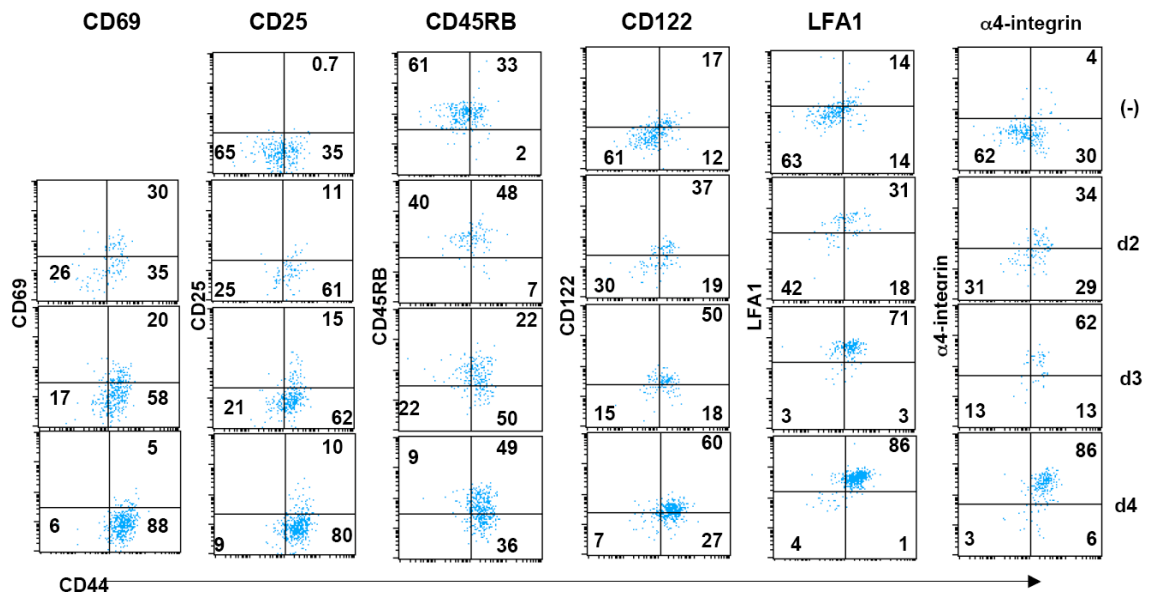 CD69 CD25 CD45RB CD122 LFA1 α4-integrin
0.7 61 33 17 14 4
(-)
65 35 2 61 12 63 14 62 30
30 11 40 48 37 31 34
d2
26 35 25 61 7 30 19 42 18 31 29
CD69 CD25 CD45RB CD122 LFA1 α4-integrin
20 15 22 50 71 62
d3
17 58 21 62 22 50 15 18 3 3 13 13
5 10 9 49 60 86 86
d4
6 88 9 80 36 7 27 4 1 3 6
CD44